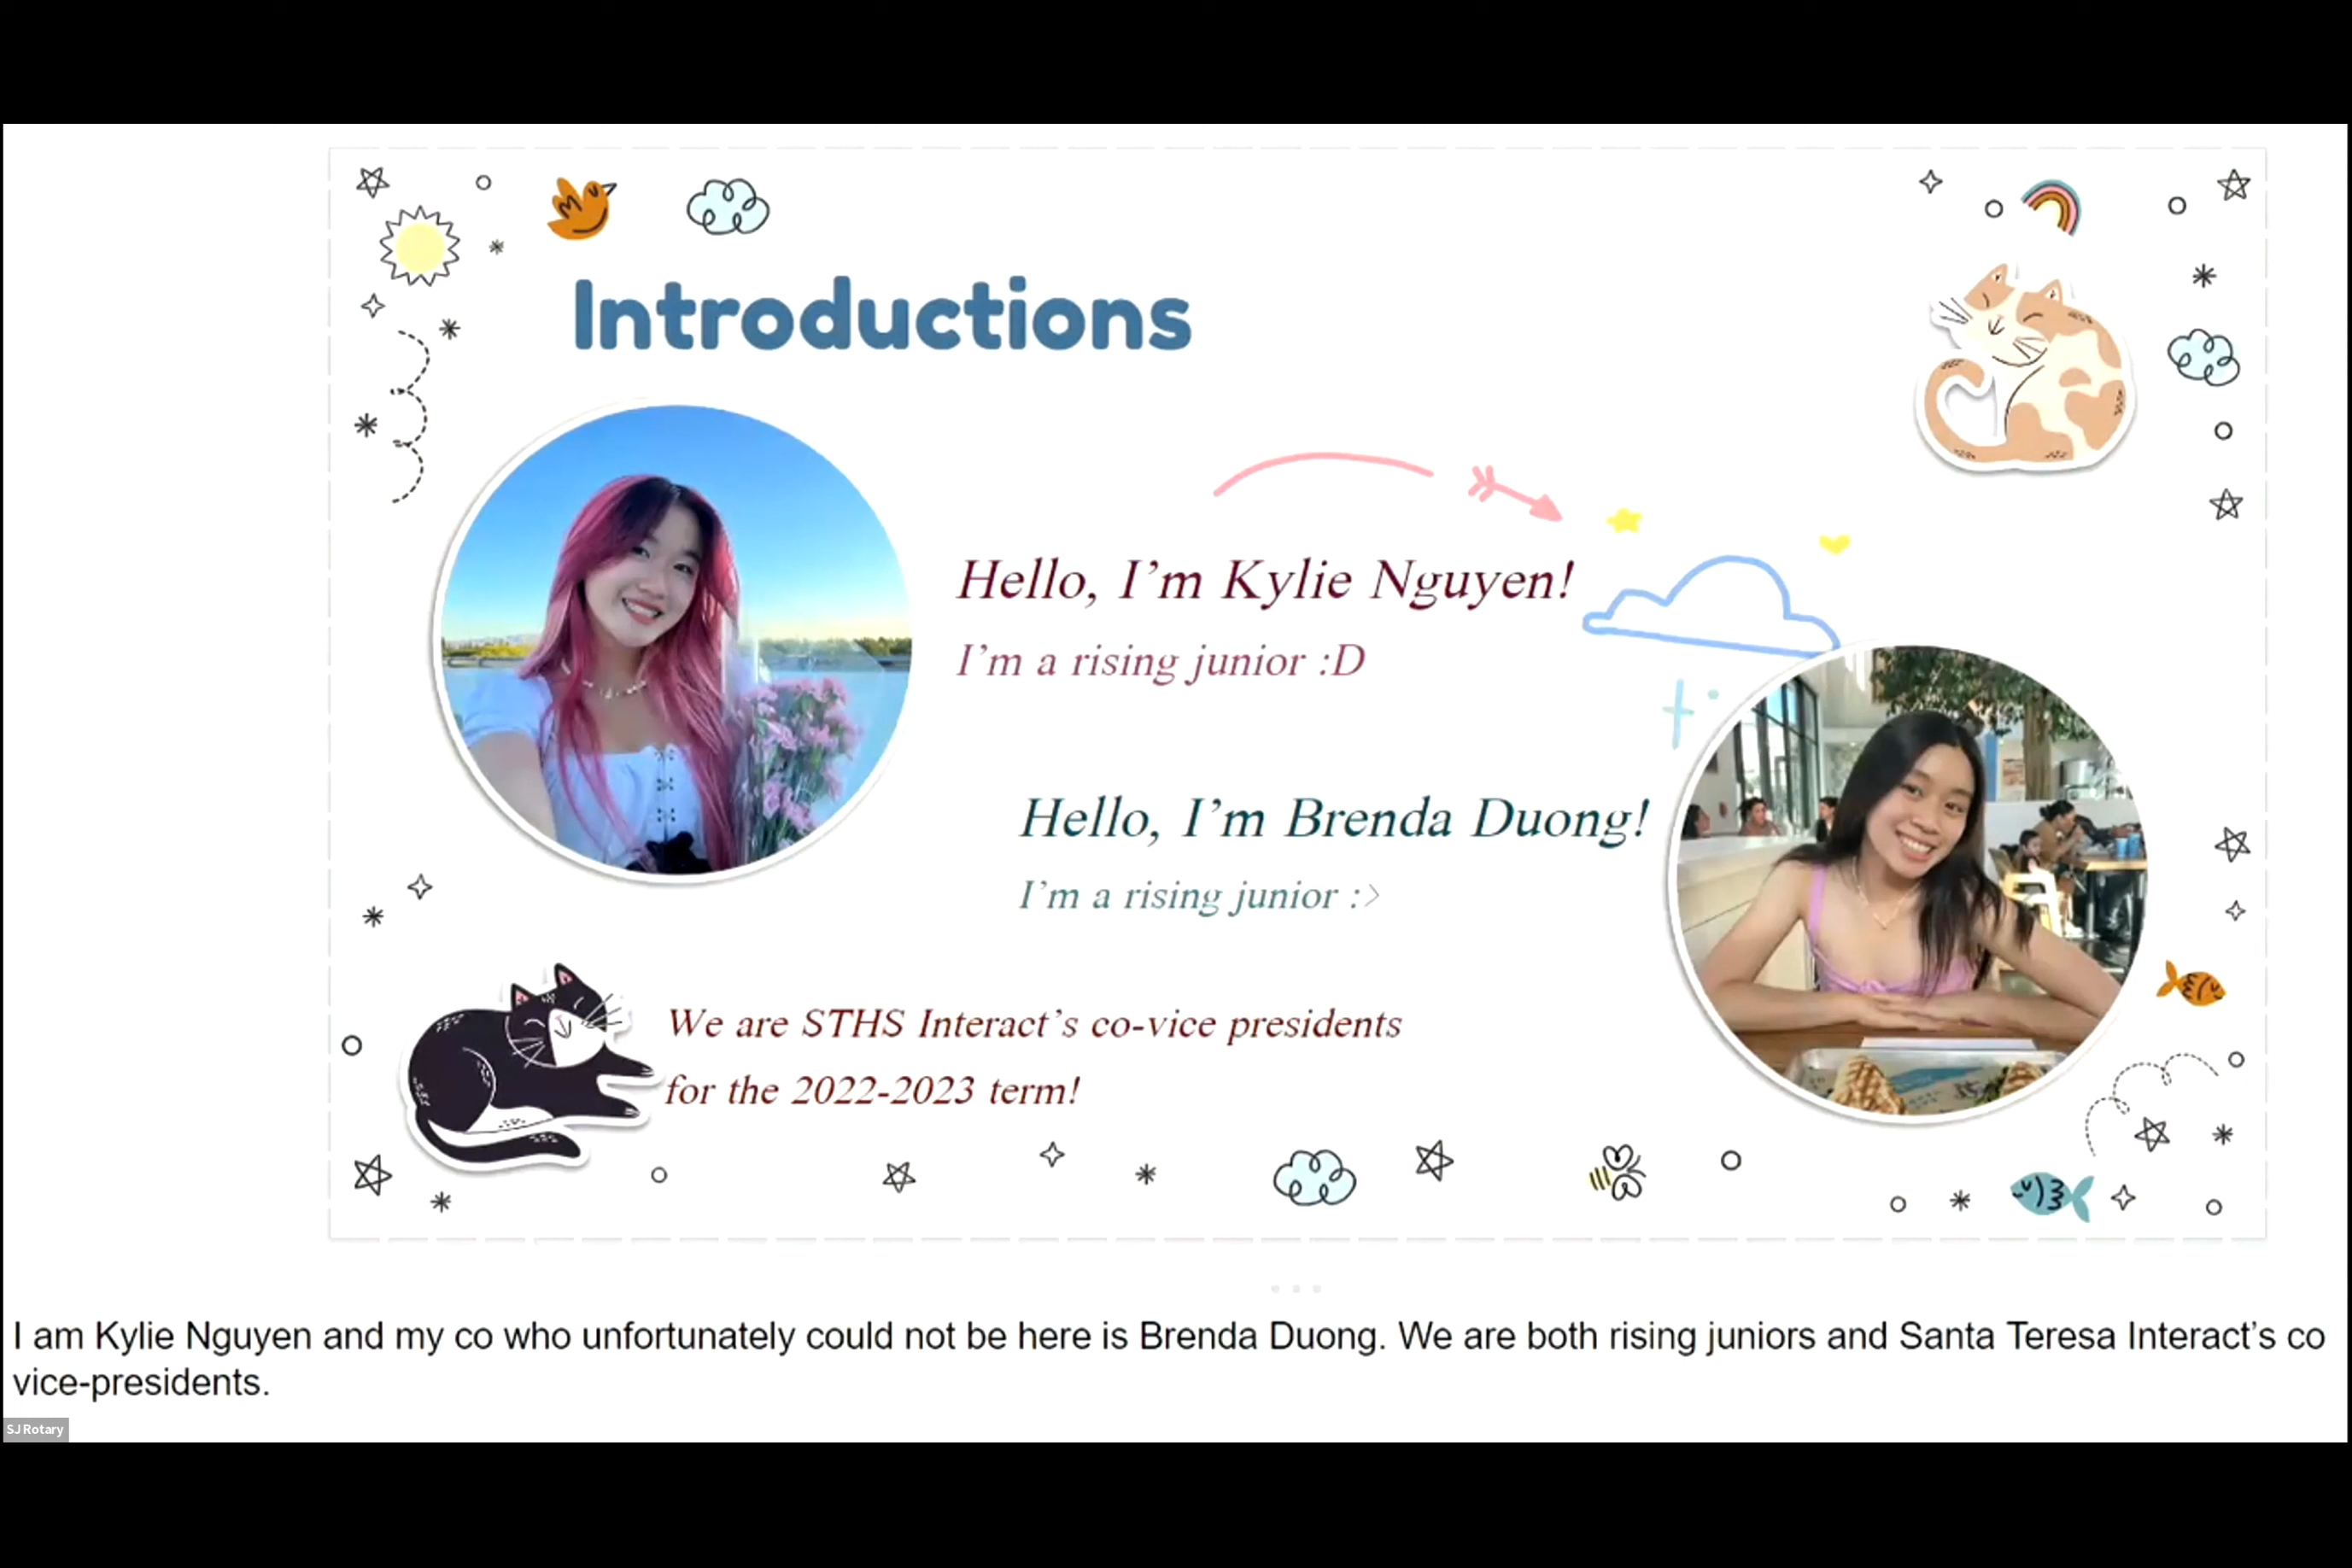 Introductions
Hello, I'm Kylie Nguyen!
I'm a rising junior :D
Hello, I'm Brenda Duong!
I'm a rising junior :>
We are STHS Interact's co-vice presidents
for the 2022-2023 term!
I am Kylie Nguyen and my co who unfortunately could not be here is Brenda Duong. We are both rising juniors and Santa Teresa Interact's co
vice-presidents.
SJ Rotary